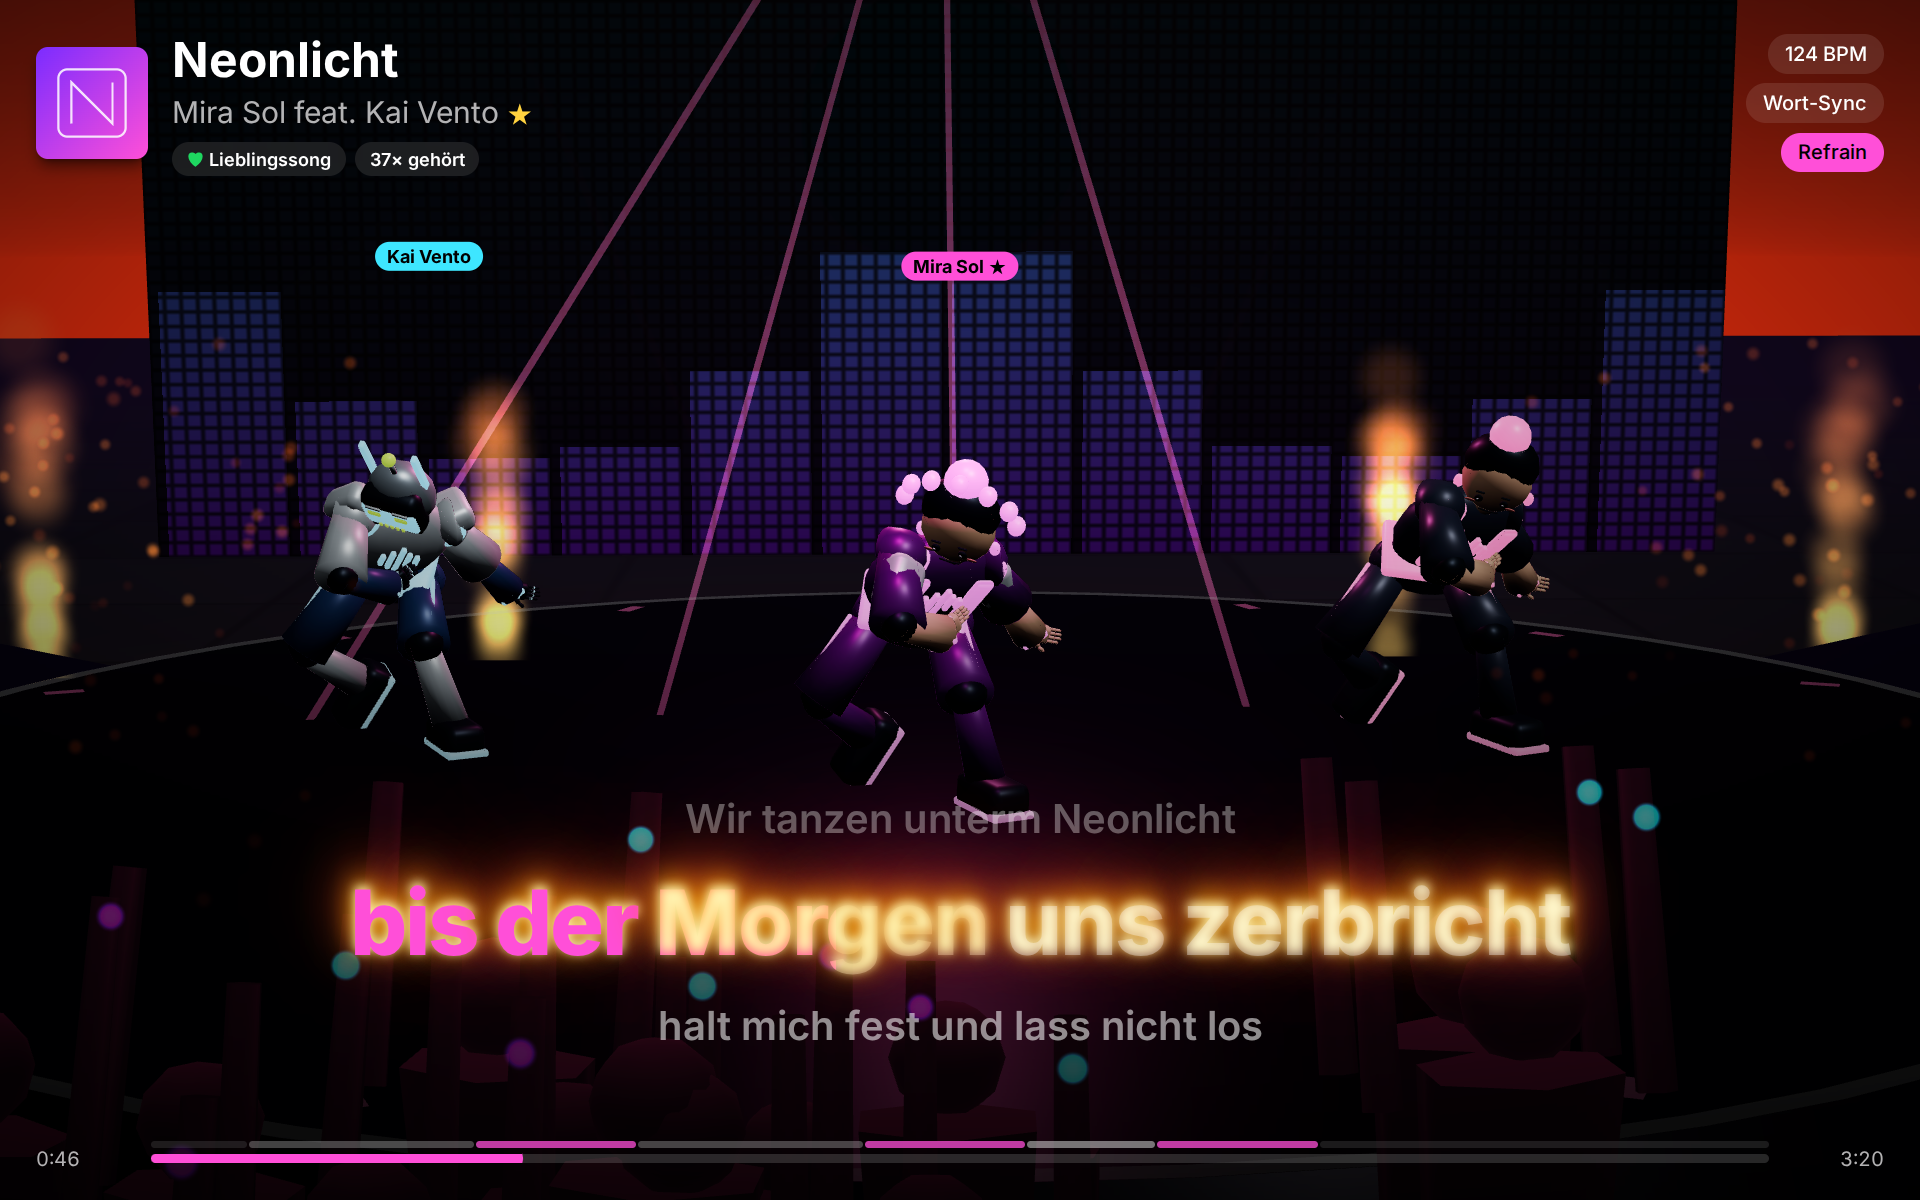 N
Neonlicht
Mira Sol feat. Kai Vento ★
Lieblingssong
37× gehört
124 BPM
Wort-Sync
Refrain
Kai Vento
Mira Sol ★
Wir tanzen unterm Neonlicht
bis der Morgen uns zerbricht
halt mich fest und lass nicht los
0:46
3:20